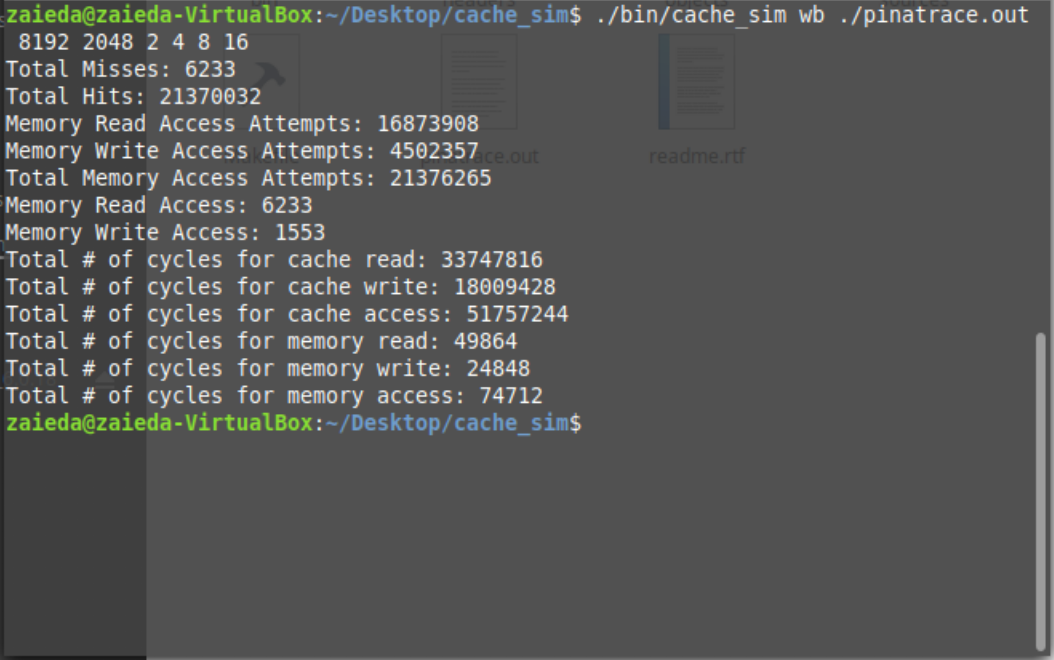 zaieda@zaieda-VirtualBox:~/Desktop/cache_sim$ ./bin/cache_sim wb ./pinatrace.out
 8192 2048 2 4 8 16
Total Misses: 6233
Total Hits: 21370032
Memory Read Access Attempts: 16873908
Memory Write Access Attempts: 4502357
Total Memory Access Attempts: 21376265
pinatrace.out
readme.rtf
Memory Read Access: 6233
Memory Write Access: 1553
Total # of cycles for cache read: 33747816
Total # of cycles for cache write: 18009428
Total # of cycles for cache access: 51757244
Total # of cycles for memory read: 49864
Total # of cycles for memory write: 24848
Total # of cycles for memory access: 74712
zaieda@zaieda-VirtualBox:~/Desktop/cache_sim$